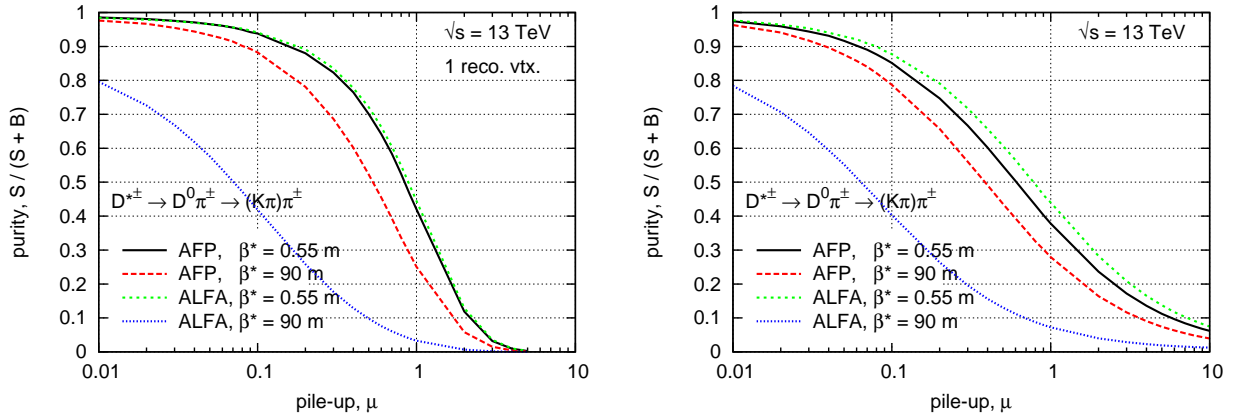 1
0.9
0.8
0.7
0.6
0.5
0.4
0.3
0.2
0.1
0
purity, S / (S + B)
√s = 13 TeV
1 reco. vtx.
D*± → D⁰π± → (Kπ)π±
AFP, β* = 0.55 m
AFP, β* = 90 m
ALFA, β* = 0.55 m
ALFA, β* = 90 m
0.01 0.1 1 10
pile-up, μ
1
0.9
0.8
0.7
0.6
0.5
0.4
0.3
0.2
0.1
0
purity, S / (S + B)
√s = 13 TeV
D*± → D⁰π± → (Kπ)π±
AFP, β* = 0.55 m
AFP, β* = 90 m
ALFA, β* = 0.55 m
ALFA, β* = 90 m
0.01 0.1 1 10
pile-up, μ